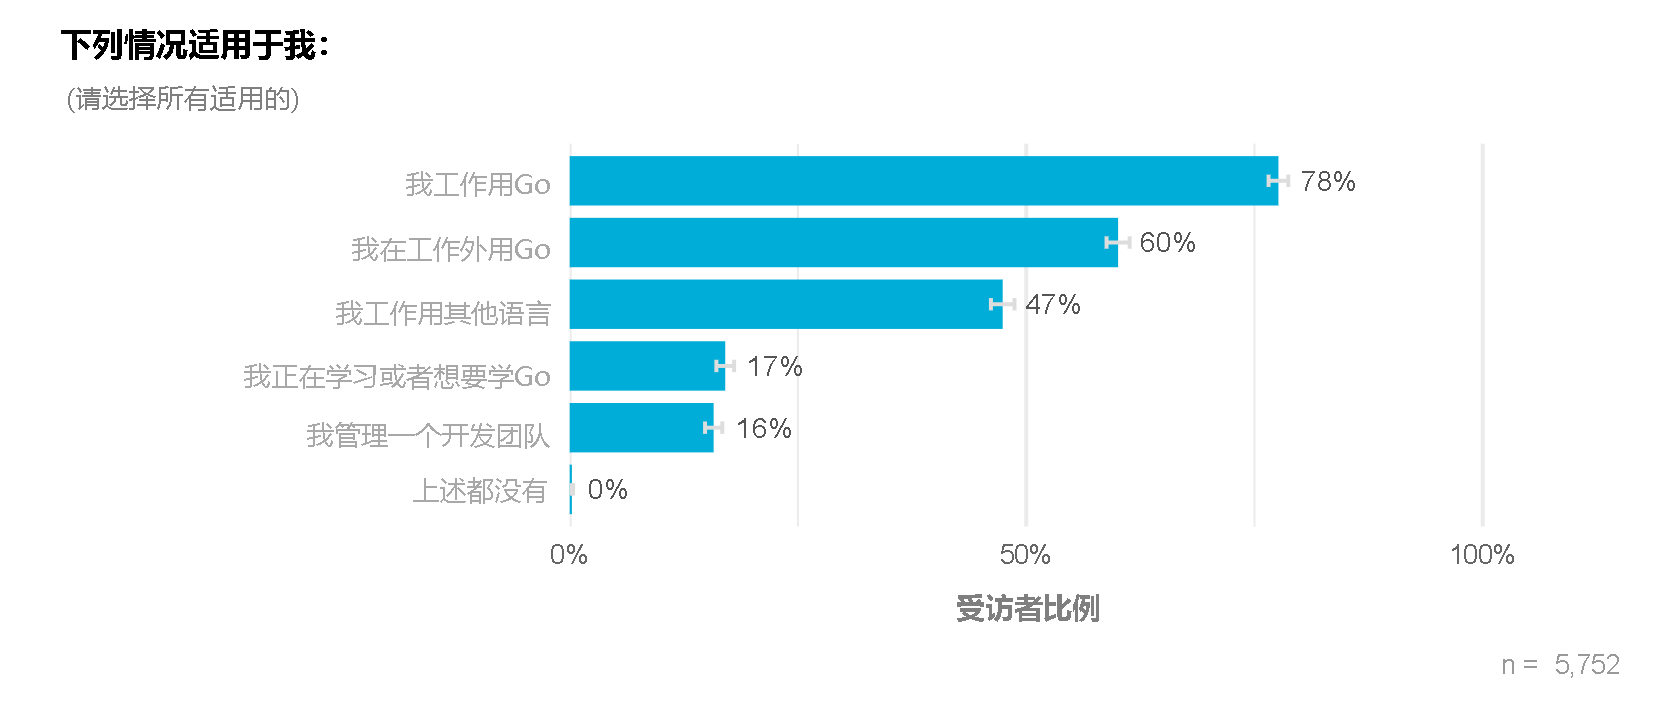 下列情况适用于我：
(请选择所有适用的)
我工作用Go
78%
我在工作外用Go
60%
我工作用其他语言
47%
我正在学习或者想要学Go
17%
我管理一个开发团队
16%
上述都没有
0%
0%
50%
100%
受访者比例
n = 5,752